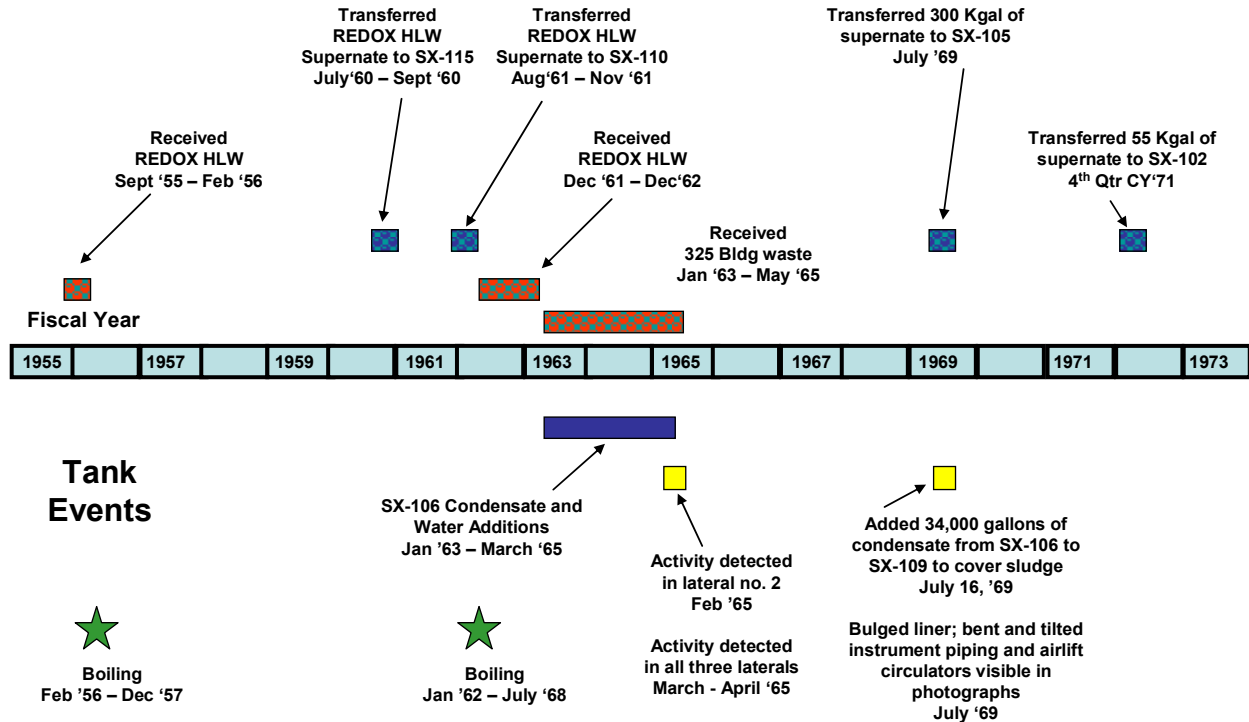 Transferred
REDOX HLW
Supernate to SX-115
July‘60 – Sept ‘60
Transferred
REDOX HLW
Supernate to SX-110
Aug‘61 – Nov ‘61
Transferred 300 Kgal of
supernate to SX-105
July ‘69
Received
REDOX HLW
Sept ‘55 – Feb ‘56
Received
REDOX HLW
Dec ‘61 – Dec‘62
Transferred 55 Kgal of
supernate to SX-102
4th Qtr CY‘71
Received
325 Bldg waste
Jan ‘63 – May ‘65
Fiscal Year
1955 1957 1959 1961 1963 1965 1967 1969 1971 1973
Tank
Events
SX-106 Condensate and
Water Additions
Jan ’63 – March ‘65
Activity detected
in lateral no. 2
Feb ’65
Activity detected
in all three laterals
March - April ‘65
Added 34,000 gallons of
condensate from SX-106 to
SX-109 to cover sludge
July 16, ’69
Bulged liner; bent and tilted
instrument piping and airlift
circulators visible in
photographs
July ‘69
Boiling
Feb ’56 – Dec ‘57
Boiling
Jan ’62 – July ‘68